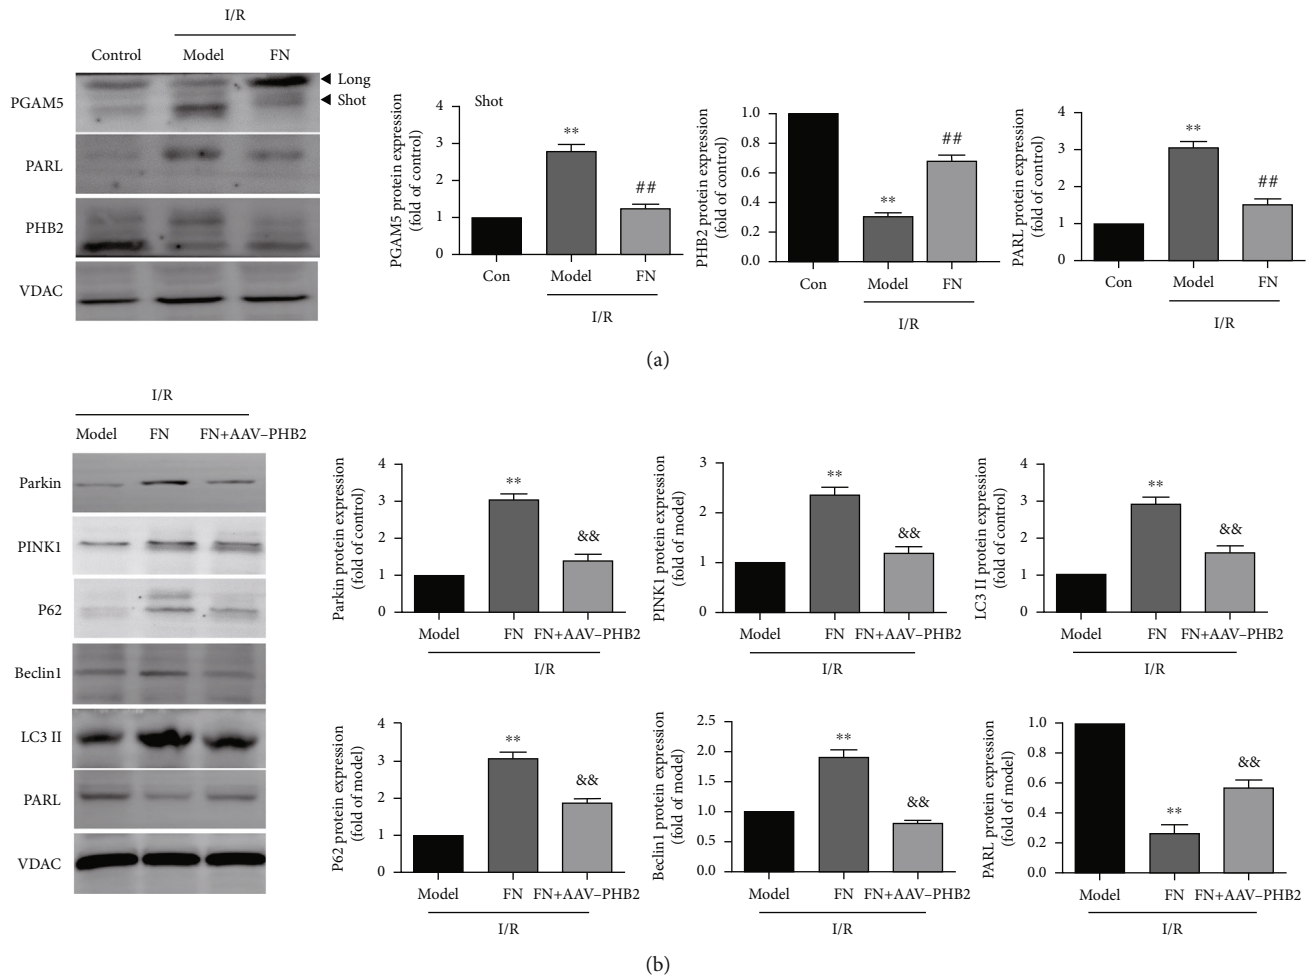 (a)
I/R
Control Model FN
PGAM5
◀ Long
◀ Shot
PARL
PHB2
VDAC
PGAM5 protein expression
(fold of control)
Shot
4
3
2
1
0
**
##
Con Model FN
I/R
PHB2 protein expression
(fold of control)
1.0
0.8
0.6
0.4
0.2
0.0
**
##
Con Model FN
I/R
PARL protein expression
(fold of control)
4
3
2
1
0
**
##
Con Model FN
I/R
(a)
I/R
Model FN FN+AAV–PHB2
Parkin
PINK1
P62
Beclin1
LC3 II
PARL
VDAC
Parkin protein expression
(fold of control)
4
3
2
1
0
**
&&
Model FN FN+AAV–PHB2
I/R
PINK1 protein expression
(fold of model)
3
2
1
0
**
&&
Model FN FN+AAV–PHB2
I/R
LC3 II protein expression
(fold of control)
4
3
2
1
0
**
&&
Model FN FN+AAV–PHB2
I/R
P62 protein expression
(fold of model)
4
3
2
1
0
**
&&
Model FN FN+AAV–PHB2
I/R
Beclin1 protein expression
(fold of model)
2.5
2.0
1.5
1.0
0.5
0.0
**
&&
Model FN FN+AAV–PHB2
I/R
PARL protein expression
(fold of model)
1.0
0.8
0.6
0.4
0.2
0.0
**
&&
Model FN FN+AAV–PHB2
I/R
(b)